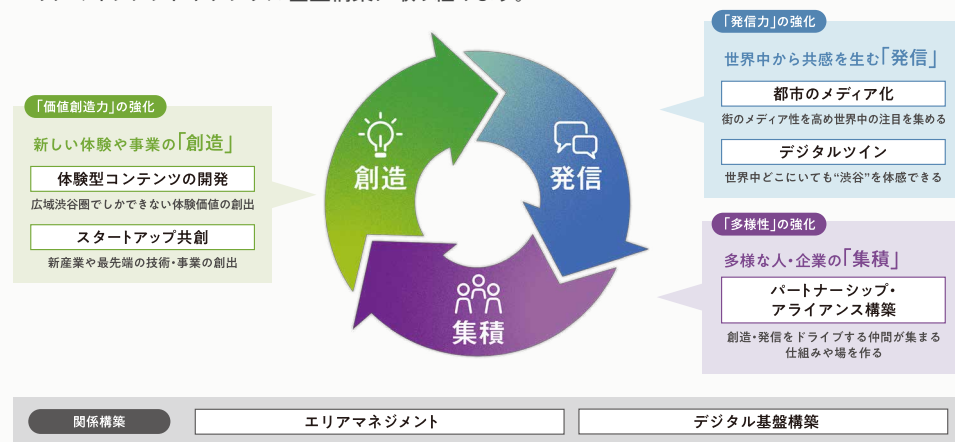 「価値創造力」の強化
新しい体験や事業の「創造」
体験型コンテンツの開発
広域渋谷圏でしかできない体験価値の創出
スタートアップ共創
新産業や最先端の技術・事業の創出
創造
発信
集積
「発信力」の強化
世界中から共感を生む「発信」
都市のメディア化
街のメディア性を高め世界中の注目を集める
デジタルツイン
世界中どこにいても“渋谷”を体感できる
「多様性」の強化
多様な人・企業の「集積」
パートナーシップ・
アライアンス構築
創造・発信をドライブする仲間が集まる
仕組みや場を作る
関係構築
エリアマネジメント
デジタル基盤構築